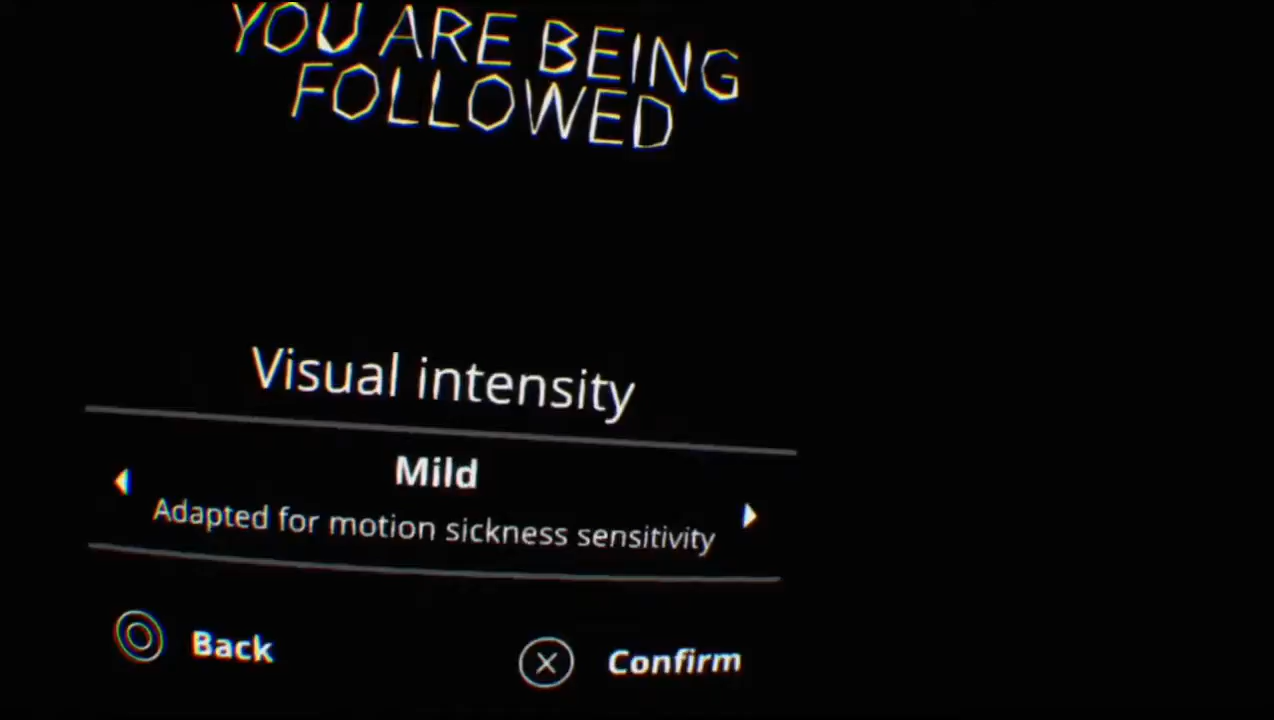 YOU ARE BEING
FOLLOWED
Visual intensity
Mild
Adapted for motion sickness sensitivity
Back
Confirm